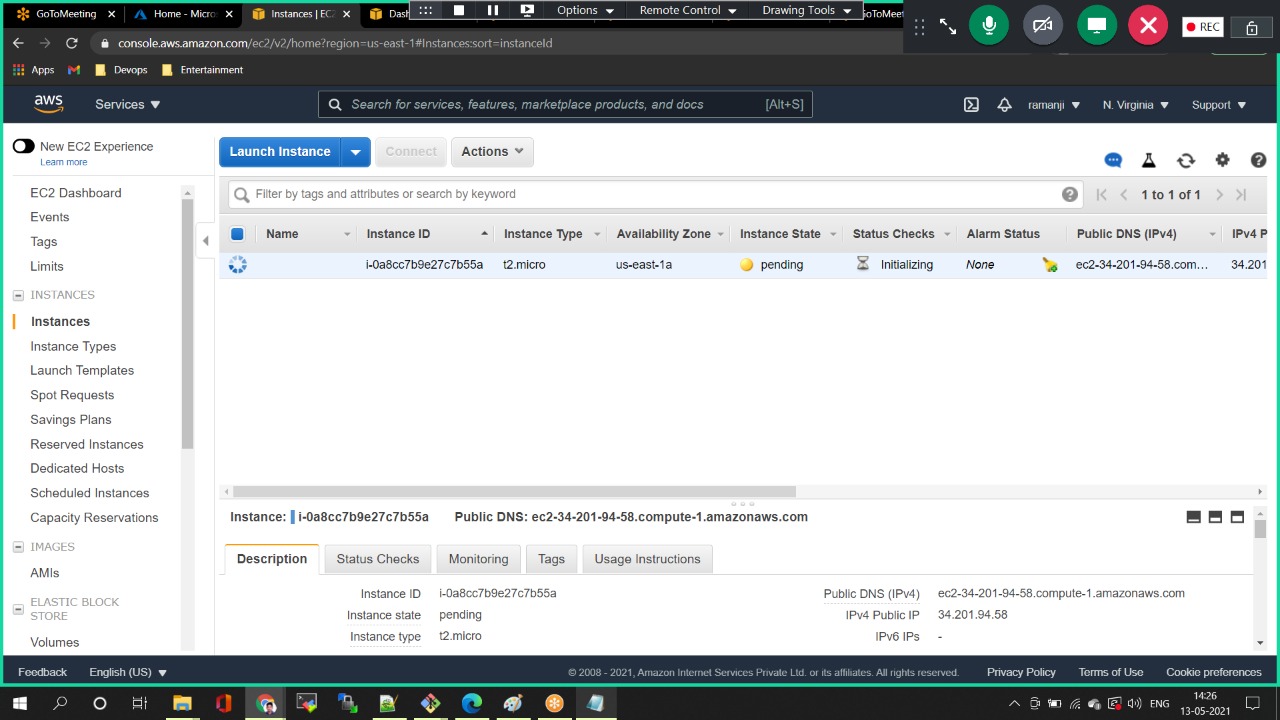 GoToMeeting
Home - Micros
Instances | EC2
Das
Options
Remote Control
Drawing Tools
oToMeet
REC
console.aws.amazon.com/ec2/v2/home?region=us-east-1#Instances:sort=instanceId
Apps
Devops
Entertainment
aws
Services
Search for services, features, marketplace products, and docs
[Alt+S]
ramanji
N. Virginia
Support
New EC2 Experience
Learn more
Launch Instance
Connect
Actions
EC2 Dashboard
Events
Tags
Limits
INSTANCES
Instances
Instance Types
Launch Templates
Spot Requests
Savings Plans
Reserved Instances
Dedicated Hosts
Scheduled Instances
Capacity Reservations
IMAGES
AMIs
ELASTIC BLOCK
STORE
Volumes
Filter by tags and attributes or search by keyword
1 to 1 of 1
Name Instance ID Instance Type Availability Zone Instance State Status Checks Alarm Status Public DNS (IPv4) IPv4 P
i-0a8cc7b9e27c7b55a t2.micro us-east-1a pending Initializing None ec2-34-201-94-58.com... 34.201
Instance: i-0a8cc7b9e27c7b55a Public DNS: ec2-34-201-94-58.compute-1.amazonaws.com
Description Status Checks Monitoring Tags Usage Instructions
Instance ID i-0a8cc7b9e27c7b55a Public DNS (IPv4) ec2-34-201-94-58.compute-1.amazonaws.com
Instance state pending IPv4 Public IP 34.201.94.58
Instance type t2.micro IPv6 IPs -
Feedback English (US) © 2008 - 2021, Amazon Internet Services Private Ltd. or its affiliates. All rights reserved. Privacy Policy Terms of Use Cookie preferences
ENG
14:26
13-05-2021